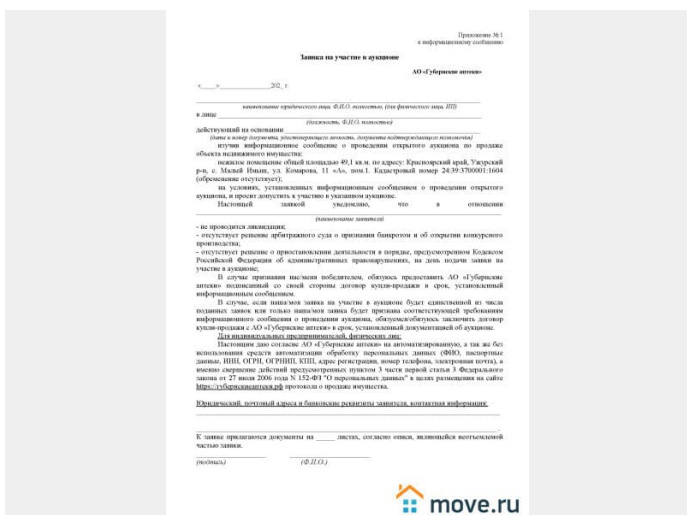 Приложение № 1
к информационному сообщению
Заявка на участие в аукционе
АО «Губернские аптеки»
«____»________________202_ г.
наименование юридического лица, Ф.И.О. полностью, (для физического лица, ИП)
в лице
(должность, Ф.И.О. полностью)
действующий на основании
(дата и номер документа, удостоверяющего личность, документа подтверждающего полномочия)
изучив информационное сообщение о проведении открытого аукциона по продаже
объекта недвижимого имущества:
нежилое помещение общей площадью 49,1 кв.м. по адресу: Красноярский край, Ужурский
р-н, с. Малый Имыш, ул. Комарова, 11 «А», пом.1. Кадастровый номер 24:39:3700001:1604
(обременение отсутствует);
на условиях, установленных информационным сообщением о проведении открытого
аукциона, и просит допустить к участию в указанном аукционе.
Настоящей заявкой уведомляю, что в отношении
(наименование заявителя)
- не проводится ликвидация;
- отсутствует решение арбитражного суда о признании банкротом и об открытии конкурсного
производства;
- отсутствует решение о приостановлении деятельности в порядке, предусмотренном Кодексом
Российской Федерации об административных правонарушениях, на день подачи заявки на
участие в аукционе;
В случае признания нас/меня победителем, обязуюсь предоставить АО «Губернские
аптеки» подписанный со своей стороны договор купли-продажи в срок, установленный
информационным сообщением.
В случае, если наша/моя заявка на участие в аукционе будет единственной из числа
поданных заявок или только наша/моя заявка будет признана соответствующей требованиям
информационного сообщения о проведении аукциона, обязуемся/обязуюсь заключить договор
купли-продажи с АО «Губернские аптеки» в срок, установленный документацией об аукционе.
Для индивидуальных предпринимателей, физических лиц:
Настоящим даю согласие АО «Губернские аптеки» на автоматизированную, а так же без
использования средств автоматизации обработку персональных данных (ФИО, паспортные
данные, ИНН, ОГРН, ОГРНИП, КПП, адрес регистрации, номер телефона, электронная почта), а
именно свершение действий предусмотренных пунктом 3 части первой статьи 3 Федерального
закона от 27 июля 2006 года N 152-ФЗ "О персональных данных" в целях размещения на сайте
https://губернскиеаптеки.рф протокола о продаже имущества.
Юридический, почтовый адреса и банковские реквизиты заявителя, контактная информация:
К заявке прилагаются документы на _____ листах, согласно описи, являющейся неотъемлемой
частью заявки.
(подпись) (Ф.И.О.)
move.ru